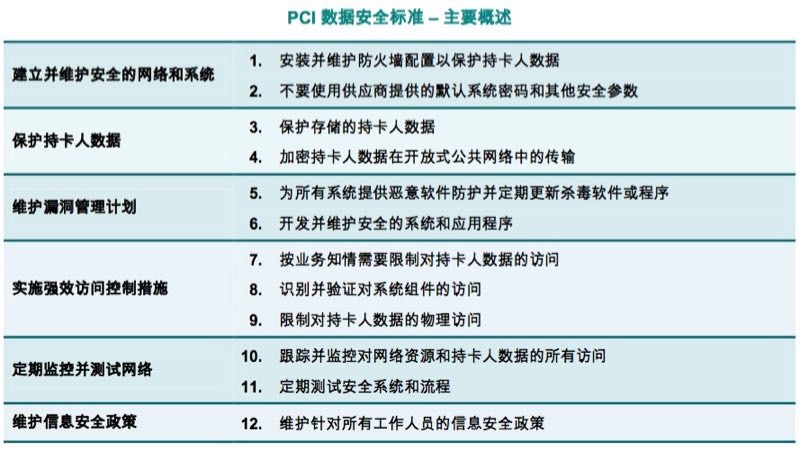 PCI 数据安全标准 – 主要概述
建立并维护安全的网络和系统
1. 安装并维护防火墙配置以保护持卡人数据
2. 不要使用供应商提供的默认系统密码和其他安全参数
保护持卡人数据
3. 保护存储的持卡人数据
4. 加密持卡人数据在开放式公共网络中的传输
维护漏洞管理计划
5. 为所有系统提供恶意软件防护并定期更新杀毒软件或程序
6. 开发并维护安全的系统和应用程序
实施强效访问控制措施
7. 按业务知情需要限制对持卡人数据的访问
8. 识别并验证对系统组件的访问
9. 限制对持卡人数据的物理访问
定期监控并测试网络
10. 跟踪并监控对网络资源和持卡人数据的所有访问
11. 定期测试安全系统和流程
维护信息安全政策
12. 维护针对所有工作人员的信息安全政策